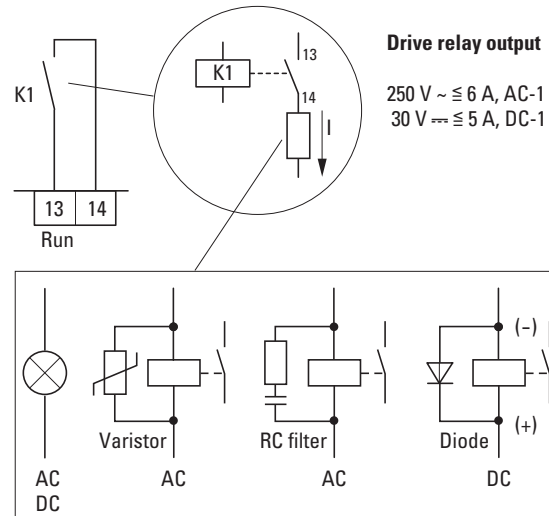 Drive relay output
250 V ~ ≦ 6 A, AC-1
30 V ⎓ ≦ 5 A, DC-1
K1
13
14
I
K1
13 14
Run
(−)
(+)
Varistor RC filter Diode
AC AC AC DC
DC